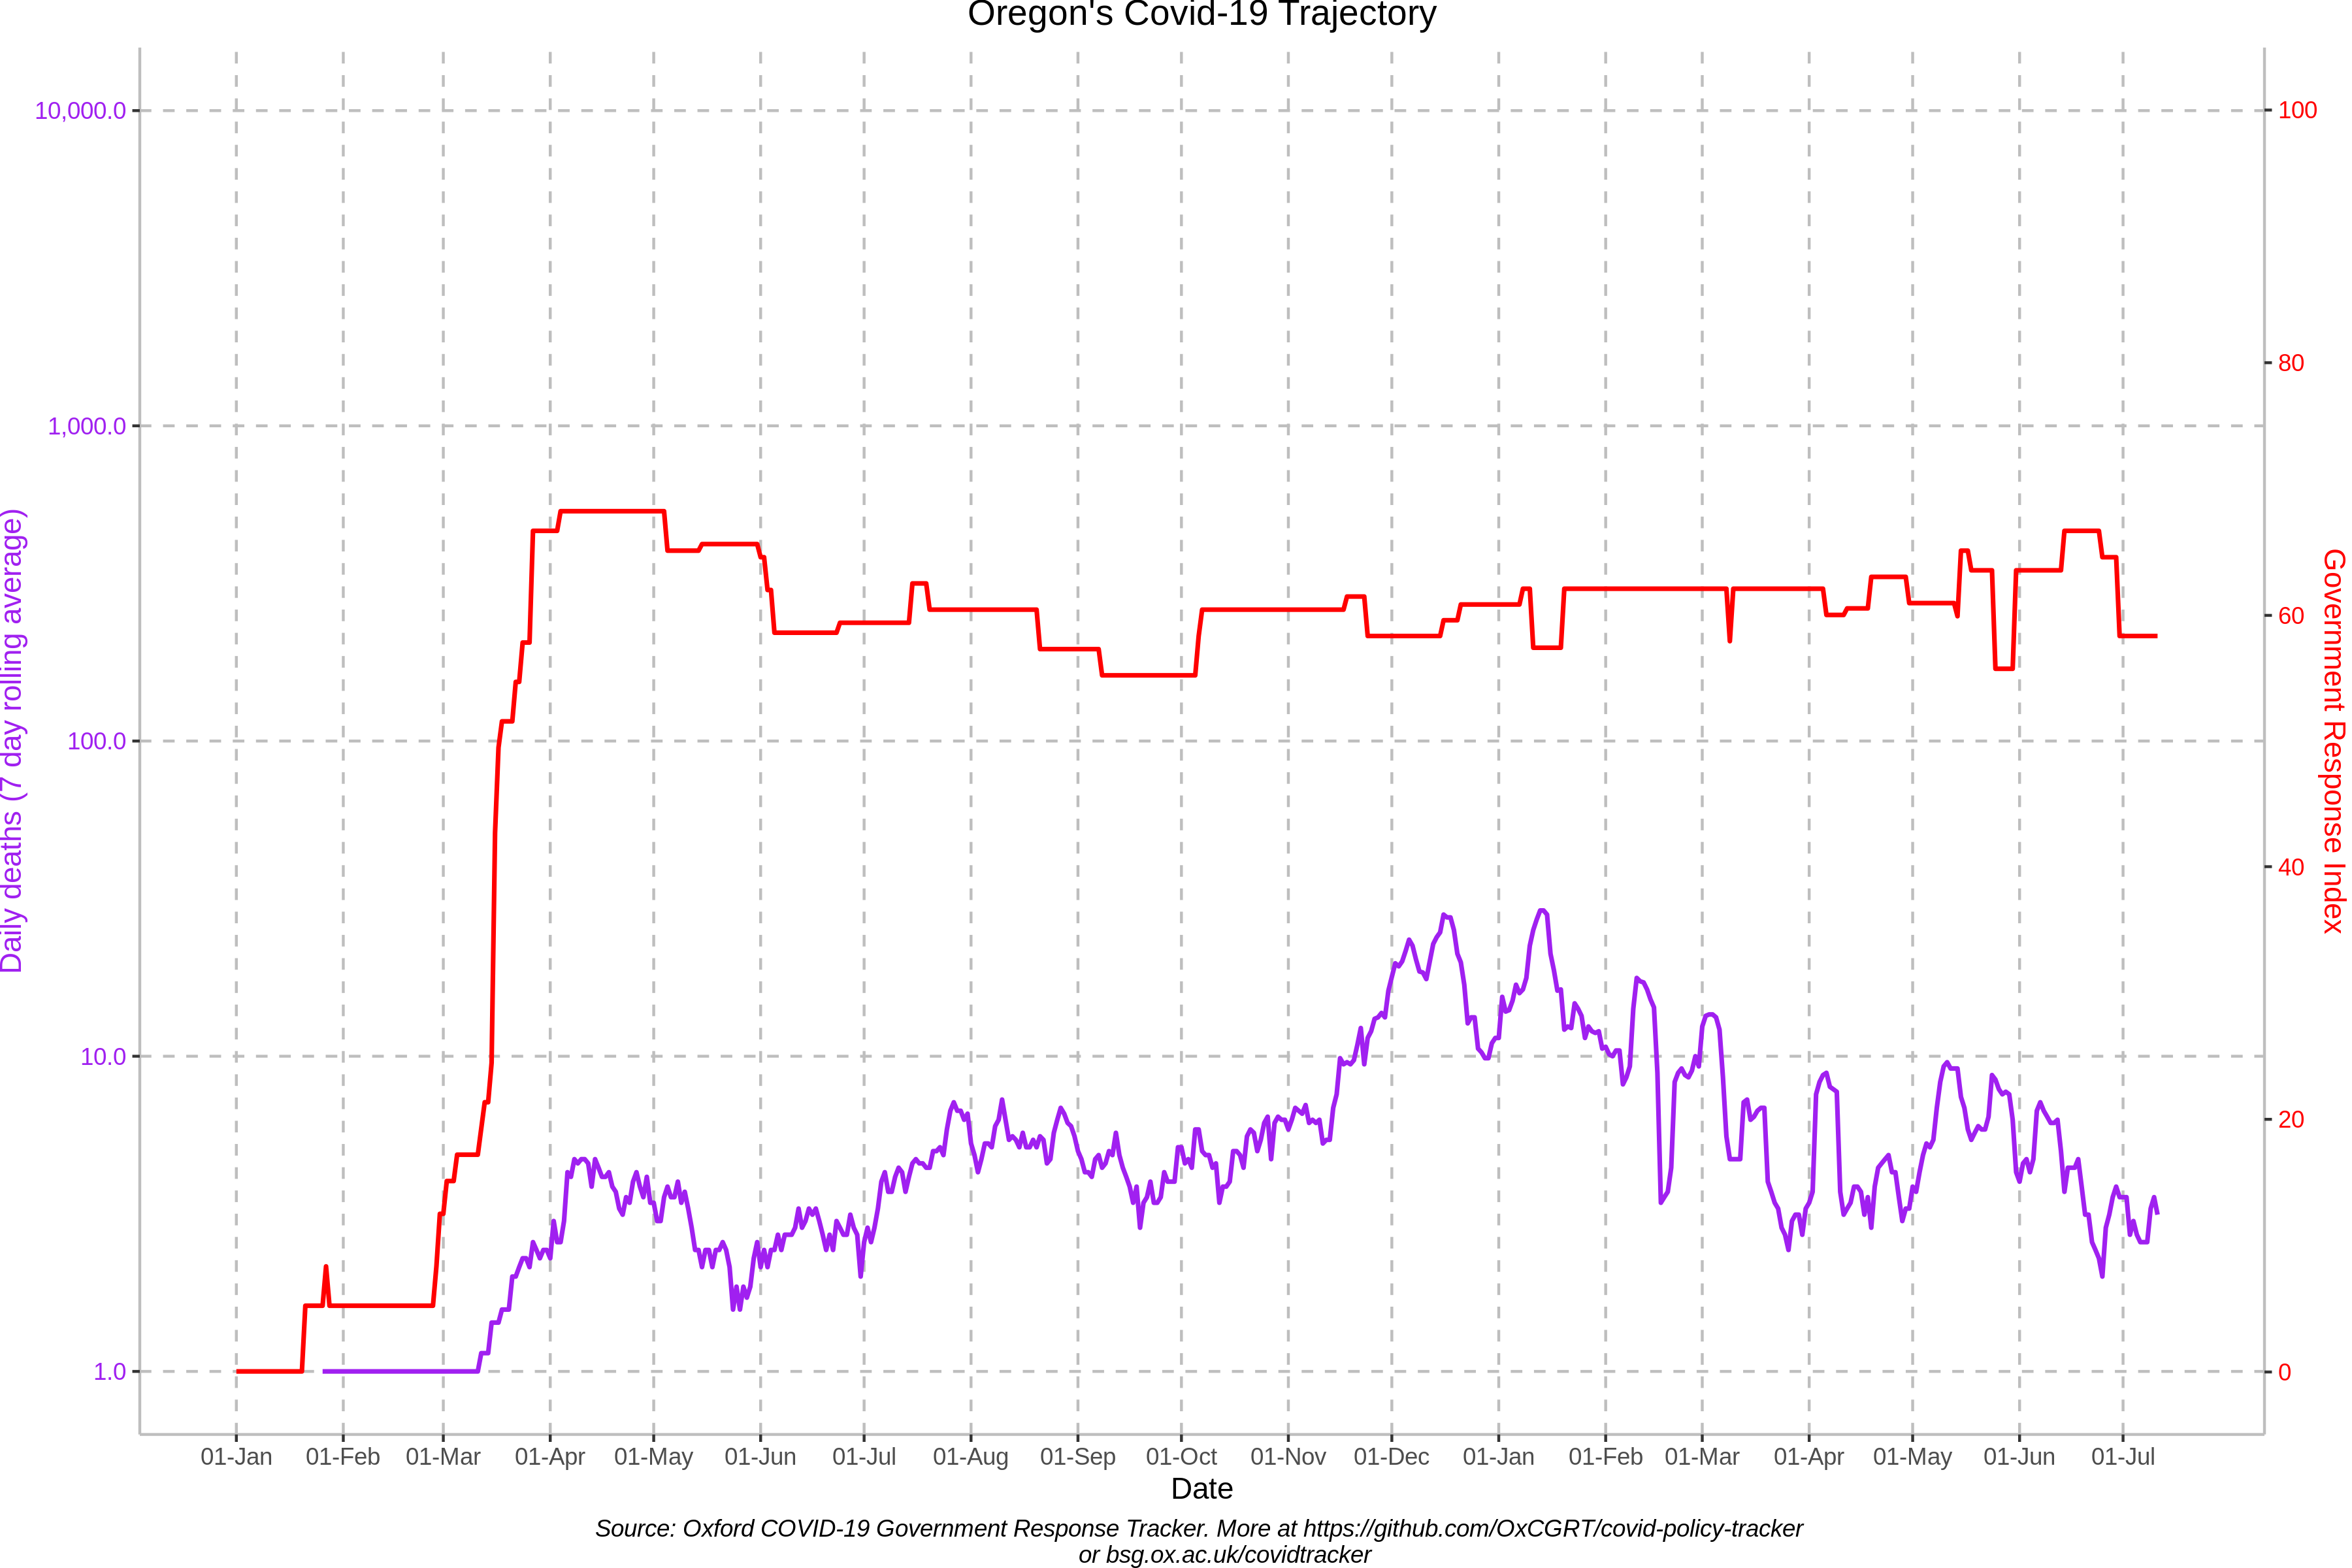 Oregon's Covid-19 Trajectory
10,000.0
1,000.0
100.0
10.0
1.0
Daily deaths (7 day rolling average)
100
80
60
40
20
0
Government Response Index
01-Jan 01-Feb 01-Mar 01-Apr 01-May 01-Jun 01-Jul 01-Aug 01-Sep 01-Oct 01-Nov 01-Dec 01-Jan 01-Feb 01-Mar 01-Apr 01-May 01-Jun 01-Jul
Date
Source: Oxford COVID-19 Government Response Tracker. More at https://github.com/OxCGRT/covid-policy-tracker
or bsg.ox.ac.uk/covidtracker